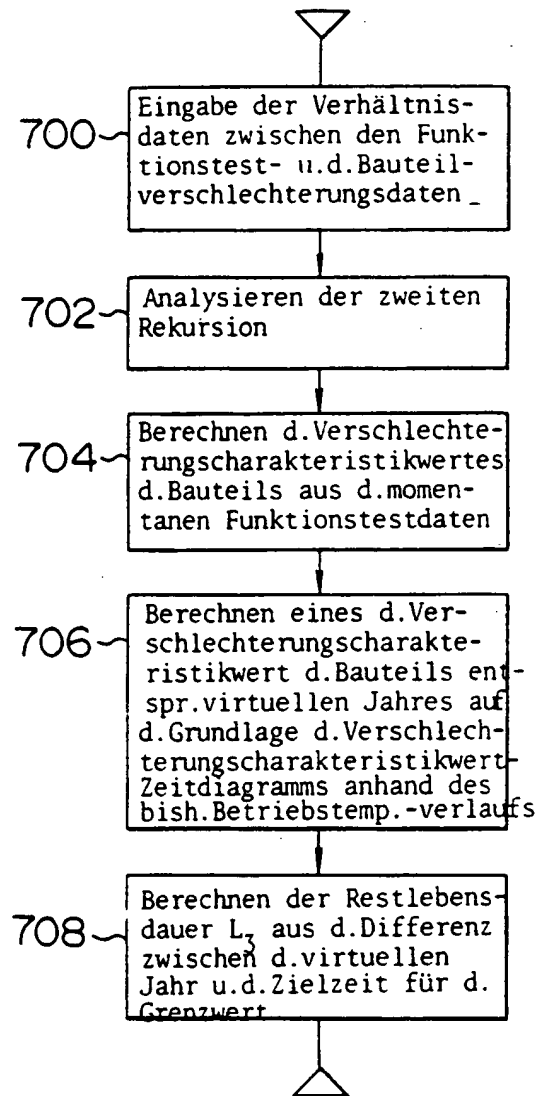 700
Eingabe der Verhältnis-
daten zwischen den Funk-
tionstest- u.d.Bauteil-
verschlechterungsdaten
702
Analysieren der zweiten
Rekursion
704
Berechnen d.Verschlechte-
rungscharakteristikwertes
d.Bauteils aus d.momen-
tanen Funktionstestdaten
706
Berechnen eines d.Ver-
schlechterungscharakte-
ristikwert d.Bauteils ent-
spr.virtuellen Jahres auf
d.Grundlage d.Verschlech-
terungscharakteristikwert-
Zeitdiagramms anhand des
bish.Betriebstemp.-verlaufs
708
Berechnen der Restlebens-
dauer L3 aus d.Differenz
zwischen d.virtuellen
Jahr u.d.Zielzeit für d.
Grenzwert